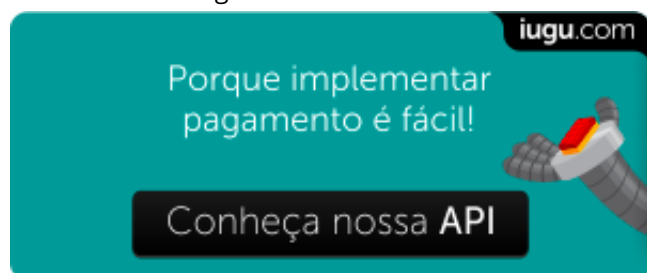 iugu.com
Porque implementar
pagamento é fácil!
Conheça nossa API